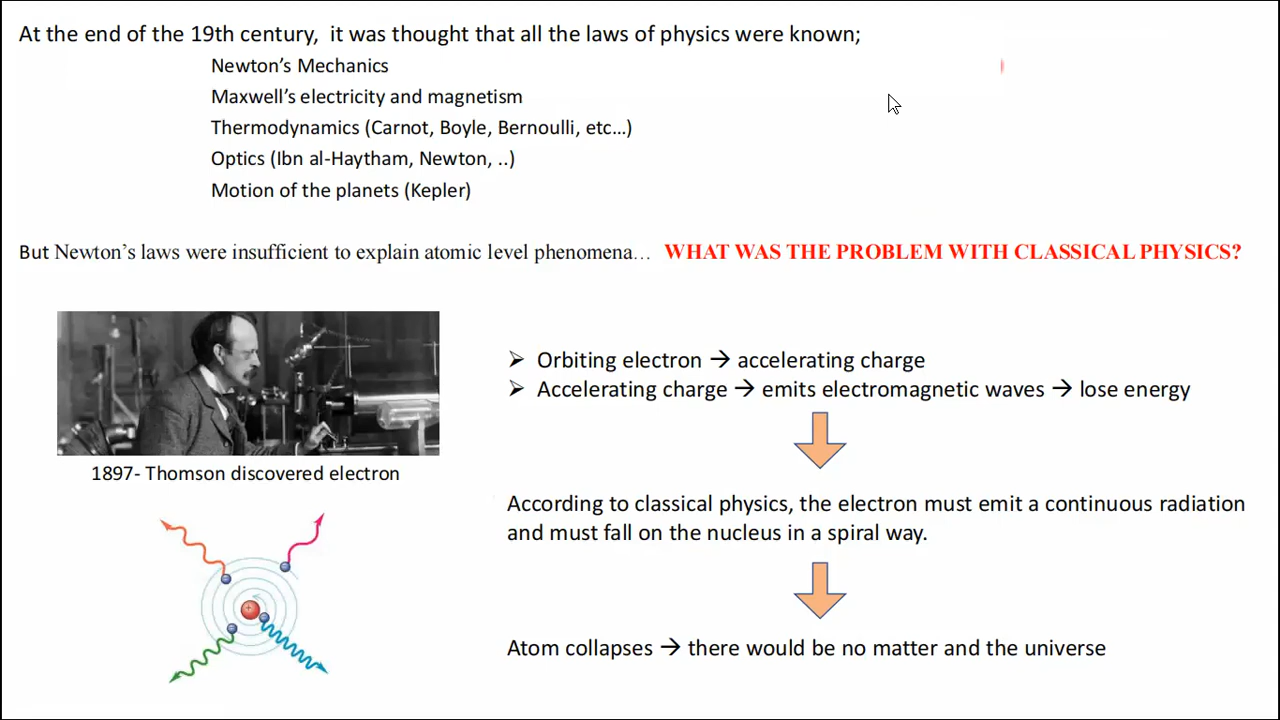 At the end of the 19th century, it was thought that all the laws of physics were known;
Newton's Mechanics
Maxwell's electricity and magnetism
Thermodynamics (Carnot, Boyle, Bernoulli, etc...)
Optics (Ibn al-Haytham, Newton, ..)
Motion of the planets (Kepler)
But Newton's laws were insufficient to explain atomic level phenomena... WHAT WAS THE PROBLEM WITH CLASSICAL PHYSICS?
➢ Orbiting electron → accelerating charge
➢ Accelerating charge → emits electromagnetic waves → lose energy
1897- Thomson discovered electron
According to classical physics, the electron must emit a continuous radiation
and must fall on the nucleus in a spiral way.
+
Atom collapses → there would be no matter and the universe